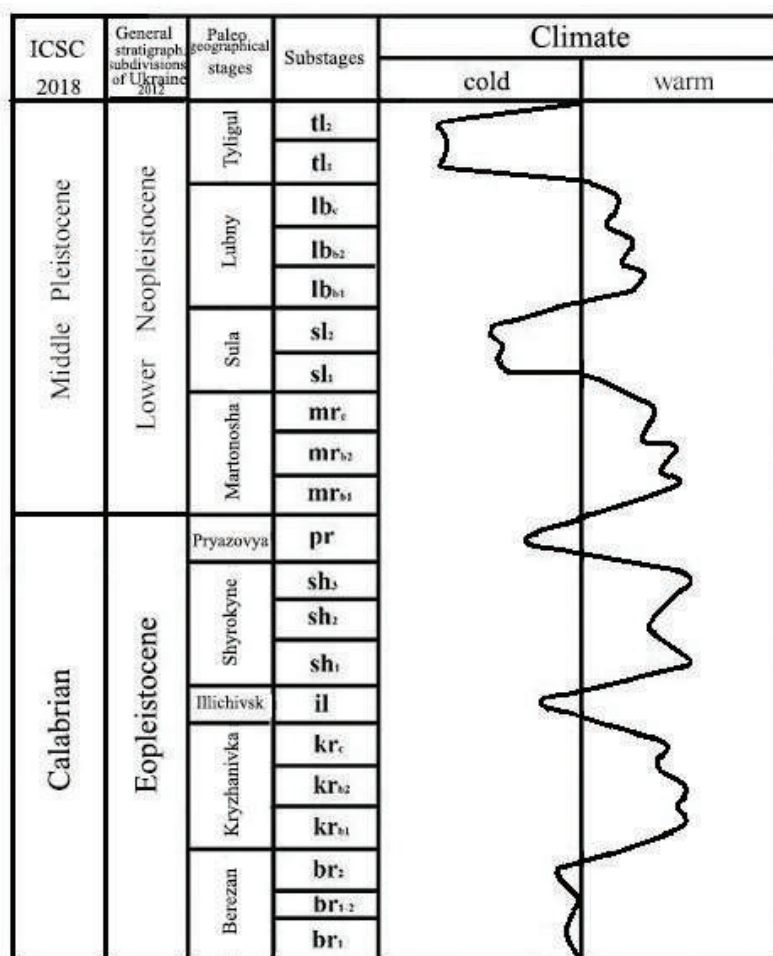 ICSC
2018
General
stratigraph.
subdivisions
of Ukraine
2012
Paleo
geographical
stages
Substages
Climate
cold
warm
Middle Pleistocene
Lower Neopleistocene
Tyligul
tl₂
tl₁
Lubny
lbc
lbb2
lbb1
Sula
sl₂
sl₁
Martonosha
mrc
mrb2
mrb1
Calabrian
Eopleistocene
Pryazovya
pr
Shyrokyne
sh₃
sh₂
sh₁
Illichivsk
il
Kryzhanivka
krc
krb2
krb1
Berezan
br₂
br₁₋₂
br₁